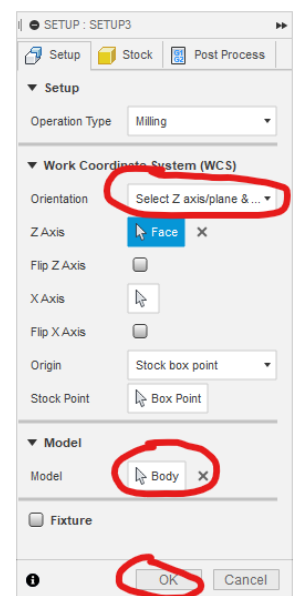 SETUP : SETUP3
Setup Stock G1 G2 Post Process
Setup
Operation Type Milling
Work Coordinate System (WCS)
Orientation Select Z axis/plane & ...
Z Axis Face
Flip Z Axis
X Axis
Flip X Axis
Origin Stock box point
Stock Point Box Point
Model
Model Body
Fixture
OK Cancel